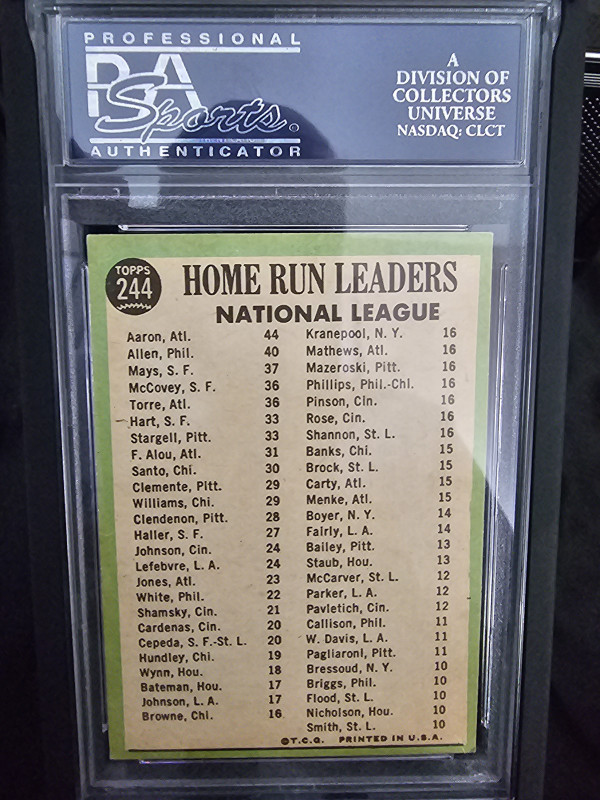 PROFESSIONAL
PSA
Sports
AUTHENTICATOR
A
DIVISION OF
COLLECTORS
UNIVERSE
NASDAQ: CLCT
TOPPS
244
HOME RUN LEADERS
NATIONAL LEAGUE
Aaron, Atl. 44
Allen, Phil. 40
Mays, S. F. 37
McCovey, S. F. 36
Torre, Atl. 36
Hart, S. F. 33
Stargell, Pitt. 33
F. Alou, Atl. 31
Santo, Chi. 30
Clemente, Pitt. 29
Williams, Chi. 29
Clendenon, Pitt. 28
Haller, S. F. 27
Johnson, Cin. 24
Lefebvre, L. A. 24
Jones, Atl. 23
White, Phil. 22
Shamsky, Cin. 21
Cardenas, Cin. 20
Cepeda, S. F.-St. L. 20
Hundley, Chi. 19
Wynn, Hou. 18
Bateman, Hou. 17
Johnson, L. A. 17
Browne, Chi. 16
Kranepool, N. Y. 16
Mathews, Atl. 16
Mazeroski, Pitt. 16
Phillips, Phil.-Chi. 16
Pinson, Cin. 16
Rose, Cin. 16
Shannon, St. L. 16
Banks, Chi. 15
Brock, St. L. 15
Carty, Atl. 15
Menke, Atl. 15
Boyer, N. Y. 14
Fairly, L. A. 14
Bailey, Pitt. 13
Staub, Hou. 13
McCarver, St. L. 12
Parker, L. A. 12
Pavletich, Cin. 12
Callison, Phil. 11
W. Davis, L. A. 11
Pagliaroni, Pitt. 11
Bressoud, N. Y. 10
Briggs, Phil. 10
Flood, St. L. 10
Nicholson, Hou. 10
Smith, St. L. 10
©T.C.G. PRINTED IN U.S.A.